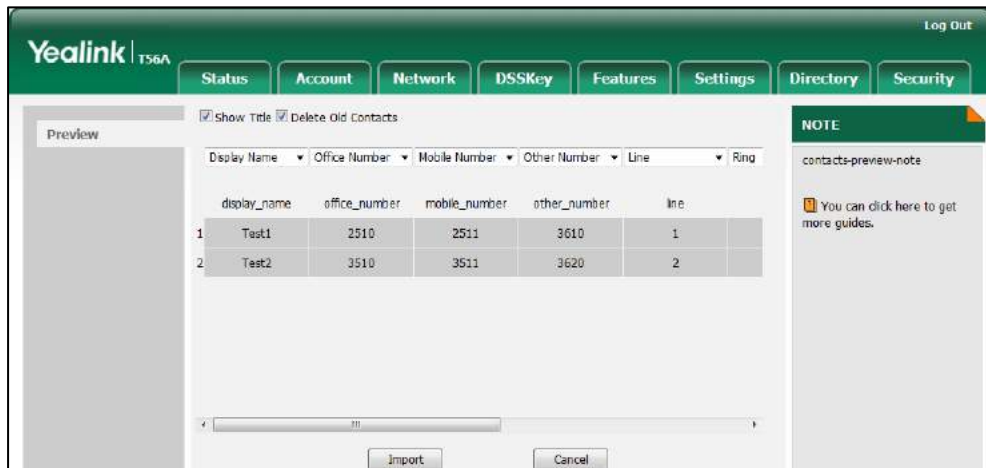 Log Out
Yealink T56A
Status Account Network DSSKey Features Settings Directory Security
Preview
Show Title Delete Old Contacts
Display Name Office Number Mobile Number Other Number Line Ring
display_name office_number mobile_number other_number line
1 Test1 2510 2511 3610 1
2 Test2 3510 3511 3620 2
Import Cancel
NOTE
contacts-preview-note
You can click here to get
more guides.